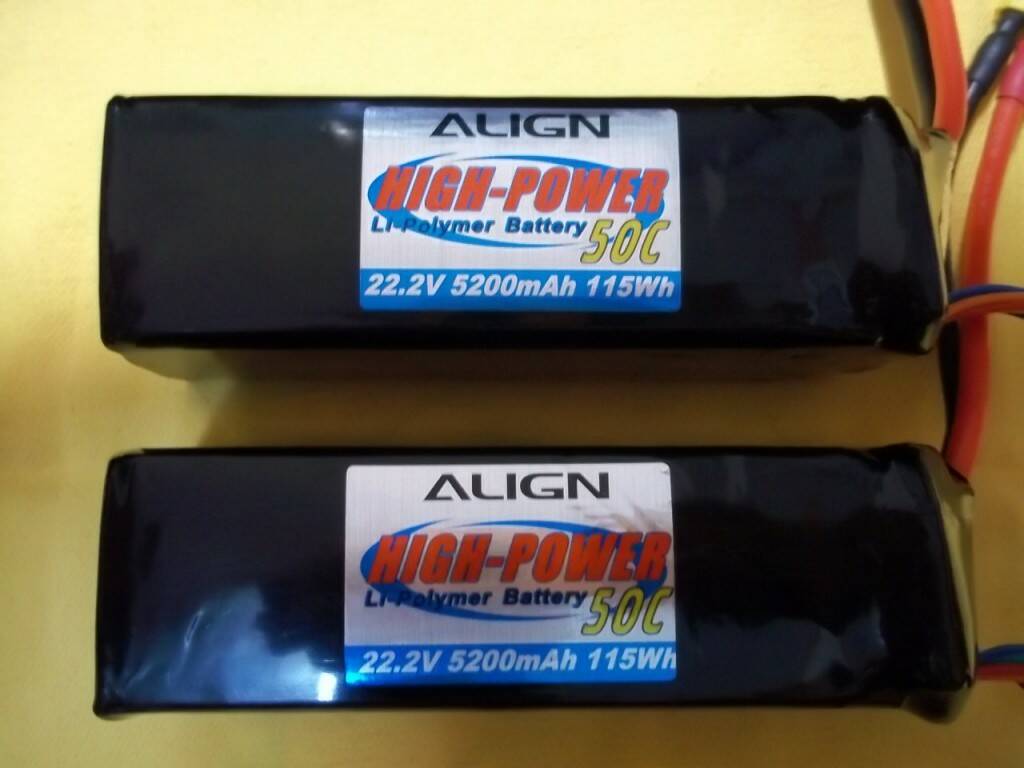 ALIGN
HIGH-POWER
Li-Polymer Battery
50C
22.2V 5200mAh 115Wh
ALIGN
HIGH-POWER
Li-Polymer Battery
50C
22.2V 5200mAh 115Wh